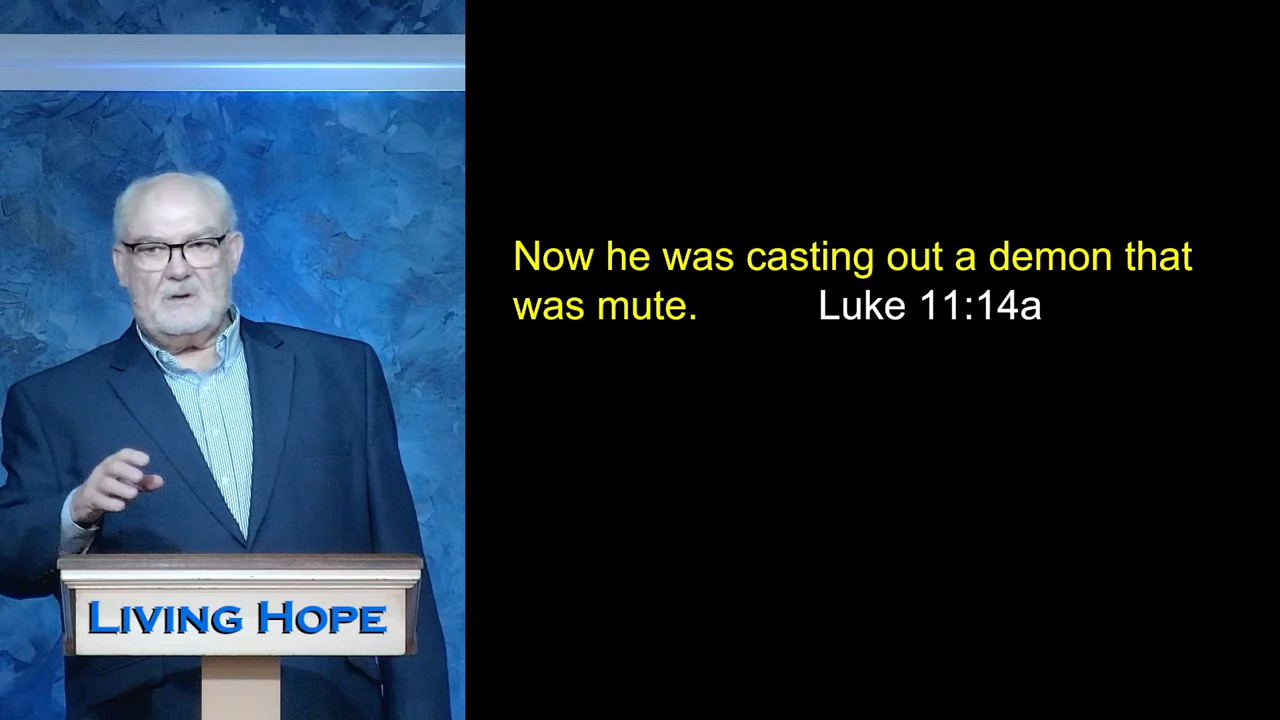 Now he was casting out a demon that
was mute. Luke 11:14a
LIVING HOPE